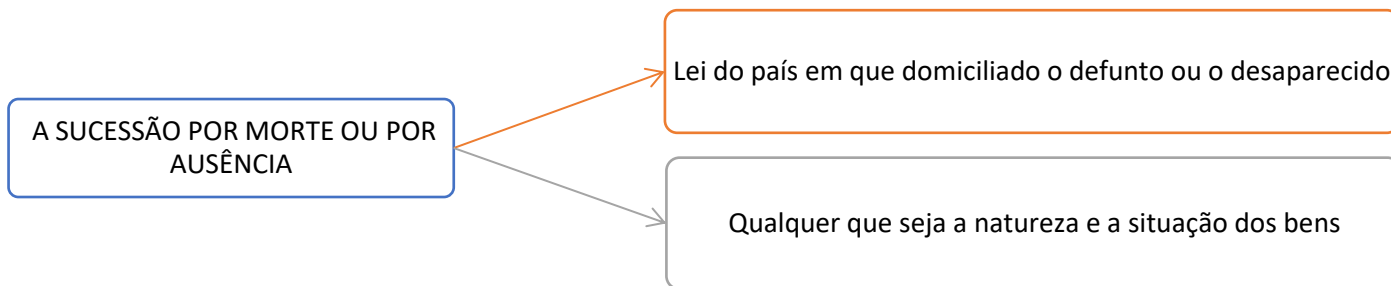 A SUCESSÃO POR MORTE OU POR
AUSÊNCIA
Lei do país em que domiciliado o defunto ou o desaparecido
Qualquer que seja a natureza e a situação dos bens